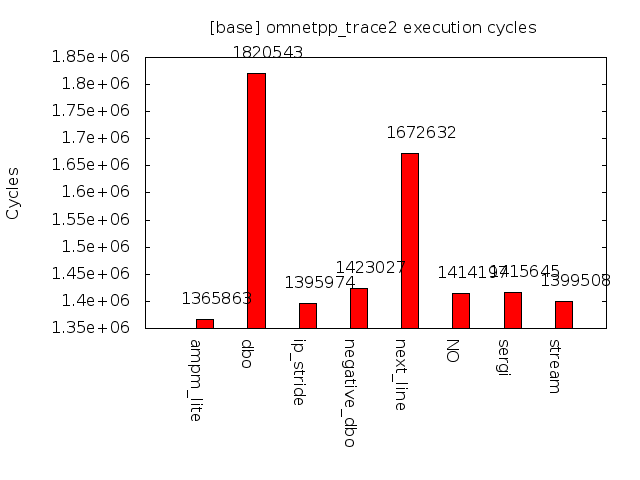 [base] omnetpp_trace2 execution cycles
1.85e+06
1.8e+06
1.75e+06
1.7e+06
1.65e+06
1.6e+06
1.55e+06
1.5e+06
1.45e+06
1.4e+06
1.35e+06
Cycles
1365863
1820543
1395974
1423027
1672632
1414197
1415645
1399508
ampm_lite
dbo
ip_stride
negative_dbo
next_line
NO
sergi
stream